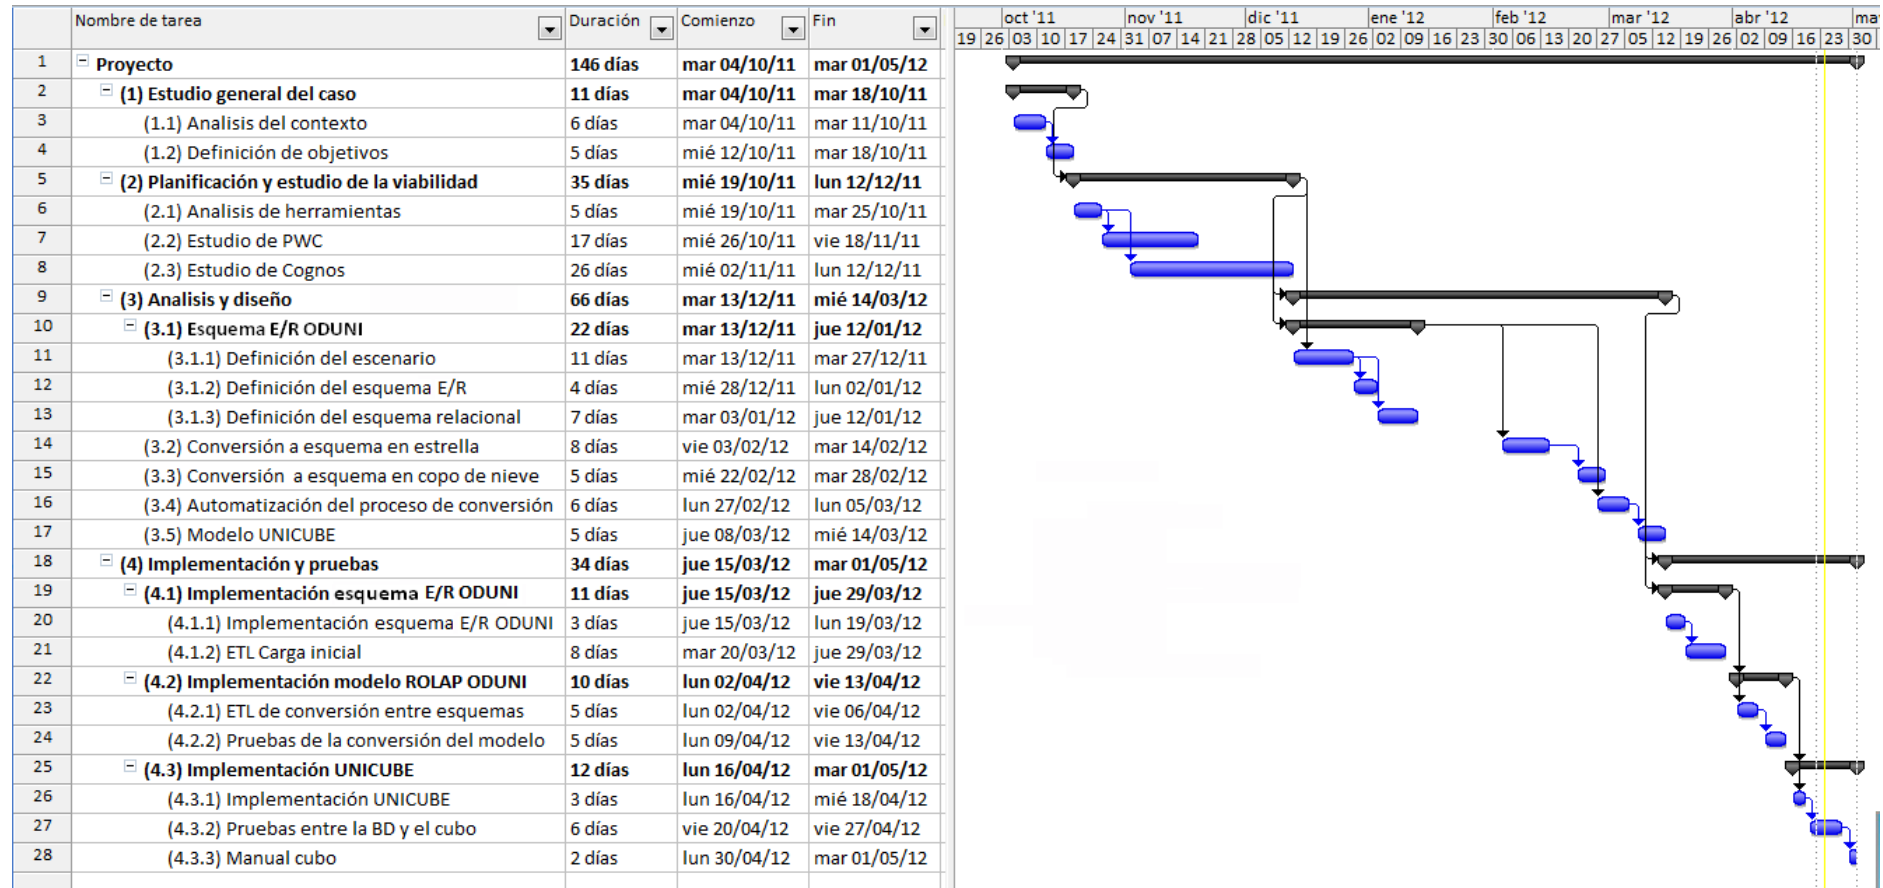 Nombre de tarea Duración Comienzo Fin
oct '11 nov '11 dic '11 ene '12 feb '12 mar '12 abr '12 ma
19 26 03 10 17 24 31 07 14 21 28 05 12 19 26 02 09 16 23 30 06 13 20 27 05 12 19 26 02 09 16 23 30
1 Proyecto 146 días mar 04/10/11 mar 01/05/12
2 (1) Estudio general del caso 11 días mar 04/10/11 mar 18/10/11
3 (1.1) Analisis del contexto 6 días mar 04/10/11 mar 11/10/11
4 (1.2) Definición de objetivos 5 días mié 12/10/11 mar 18/10/11
5 (2) Planificación y estudio de la viabilidad 35 días mié 19/10/11 lun 12/12/11
6 (2.1) Analisis de herramientas 5 días mié 19/10/11 mar 25/10/11
7 (2.2) Estudio de PWC 17 días mié 26/10/11 vie 18/11/11
8 (2.3) Estudio de Cognos 26 días mié 02/11/11 lun 12/12/11
9 (3) Analisis y diseño 66 días mar 13/12/11 mié 14/03/12
10 (3.1) Esquema E/R ODUNI 22 días mar 13/12/11 jue 12/01/12
11 (3.1.1) Definición del escenario 11 días mar 13/12/11 mar 27/12/11
12 (3.1.2) Definición del esquema E/R 4 días mié 28/12/11 lun 02/01/12
13 (3.1.3) Definición del esquema relacional 7 días mar 03/01/12 jue 12/01/12
14 (3.2) Conversión a esquema en estrella 8 días vie 03/02/12 mar 14/02/12
15 (3.3) Conversión a esquema en copo de nieve 5 días mié 22/02/12 mar 28/02/12
16 (3.4) Automatización del proceso de conversión 6 días lun 27/02/12 lun 05/03/12
17 (3.5) Modelo UNICUBE 5 días jue 08/03/12 mié 14/03/12
18 (4) Implementación y pruebas 34 días jue 15/03/12 mar 01/05/12
19 (4.1) Implementación esquema E/R ODUNI 11 días jue 15/03/12 jue 29/03/12
20 (4.1.1) Implementación esquema E/R ODUNI 3 días jue 15/03/12 lun 19/03/12
21 (4.1.2) ETL Carga inicial 8 días mar 20/03/12 jue 29/03/12
22 (4.2) Implementación modelo ROLAP ODUNI 10 días lun 02/04/12 vie 13/04/12
23 (4.2.1) ETL de conversión entre esquemas 5 días lun 02/04/12 vie 06/04/12
24 (4.2.2) Pruebas de la conversión del modelo 5 días lun 09/04/12 vie 13/04/12
25 (4.3) Implementación UNICUBE 12 días lun 16/04/12 mar 01/05/12
26 (4.3.1) Implementación UNICUBE 3 días lun 16/04/12 mié 18/04/12
27 (4.3.2) Pruebas entre la BD y el cubo 6 días vie 20/04/12 vie 27/04/12
28 (4.3.3) Manual cubo 2 días lun 30/04/12 mar 01/05/12